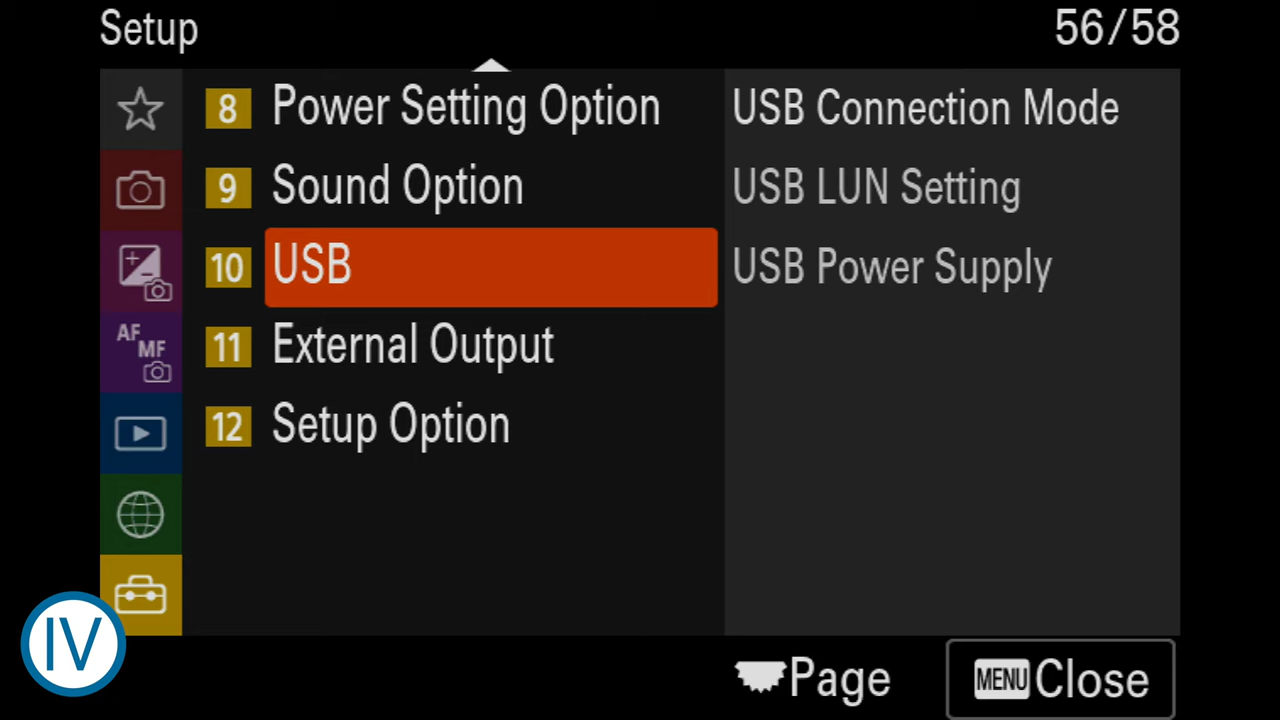 Setup 56/58
8 Power Setting Option
9 Sound Option
10 USB
11 External Output
12 Setup Option
USB Connection Mode
USB LUN Setting
USB Power Supply
AF
MF
IV
Page
MENU Close